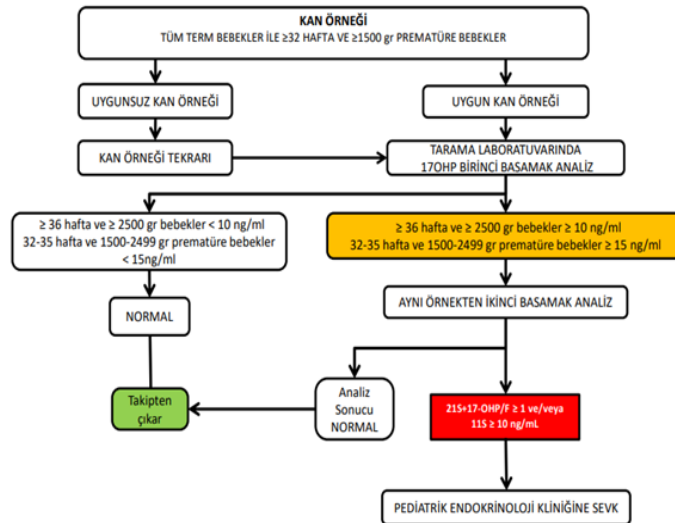 KAN ÖRNEĞİ
TÜM TERM BEBEKLER İLE ≥32 HAFTA VE ≥1500 gr PREMATÜRE BEBEKLER
UYGUNSUZ KAN ÖRNEĞİ
UYGUN KAN ÖRNEĞİ
KAN ÖRNEĞİ TEKRARI
TARAMA LABORATUVARINDA
17OHP BİRİNCİ BASAMAK ANALİZ
≥ 36 hafta ve ≥ 2500 gr bebekler < 10 ng/ml
32-35 hafta ve 1500-2499 gr prematüre bebekler
< 15ng/ml
≥ 36 hafta ve ≥ 2500 gr bebekler ≥ 10 ng/ml
32-35 hafta ve 1500-2499 gr prematüre bebekler ≥ 15 ng/ml
NORMAL
AYNI ÖRNEKTEN İKİNCİ BASAMAK ANALİZ
Takipten
çıkar
Analiz
Sonucu
NORMAL
21S+17-OHP/F ≥ 1 ve/veya
11S ≥ 10 ng/mL
PEDİATRİK ENDOKRİNOLOJİ KLİNİĞİNE SEVK